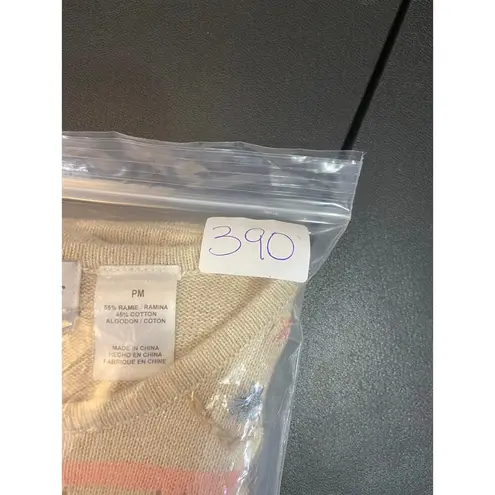 390
PM
55% RAMIE / RAMINA
45% COTTON
ALGODON / COTON
MADE IN CHINA
HECHO EN CHINA
FABRIQUE EN CHINE